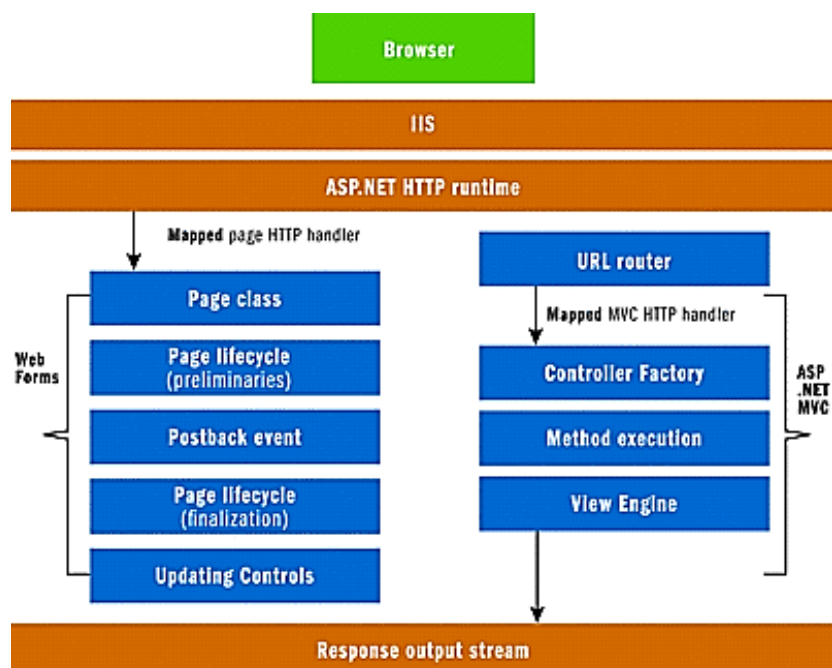 Browser
IIS
ASP.NET HTTP runtime
Mapped page HTTP handler
Page class
Web
Forms
Page lifecycle
(preliminaries)
Postback event
Page lifecycle
(finalization)
Updating Controls
URL router
Mapped MVC HTTP handler
Controller Factory
Method execution
View Engine
ASP
.NET
MVC
Response output stream